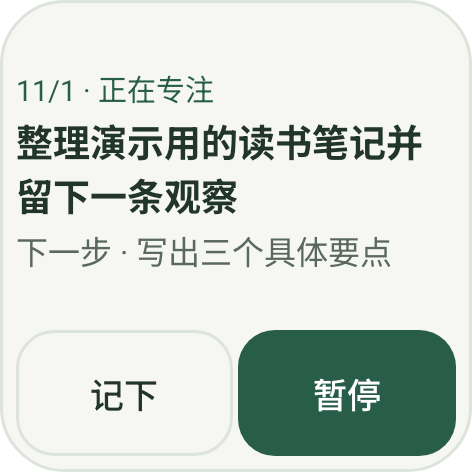 11/1 · 正在专注
整理演示用的读书笔记并
留下一条观察
下一步 · 写出三个具体要点
记下
暂停